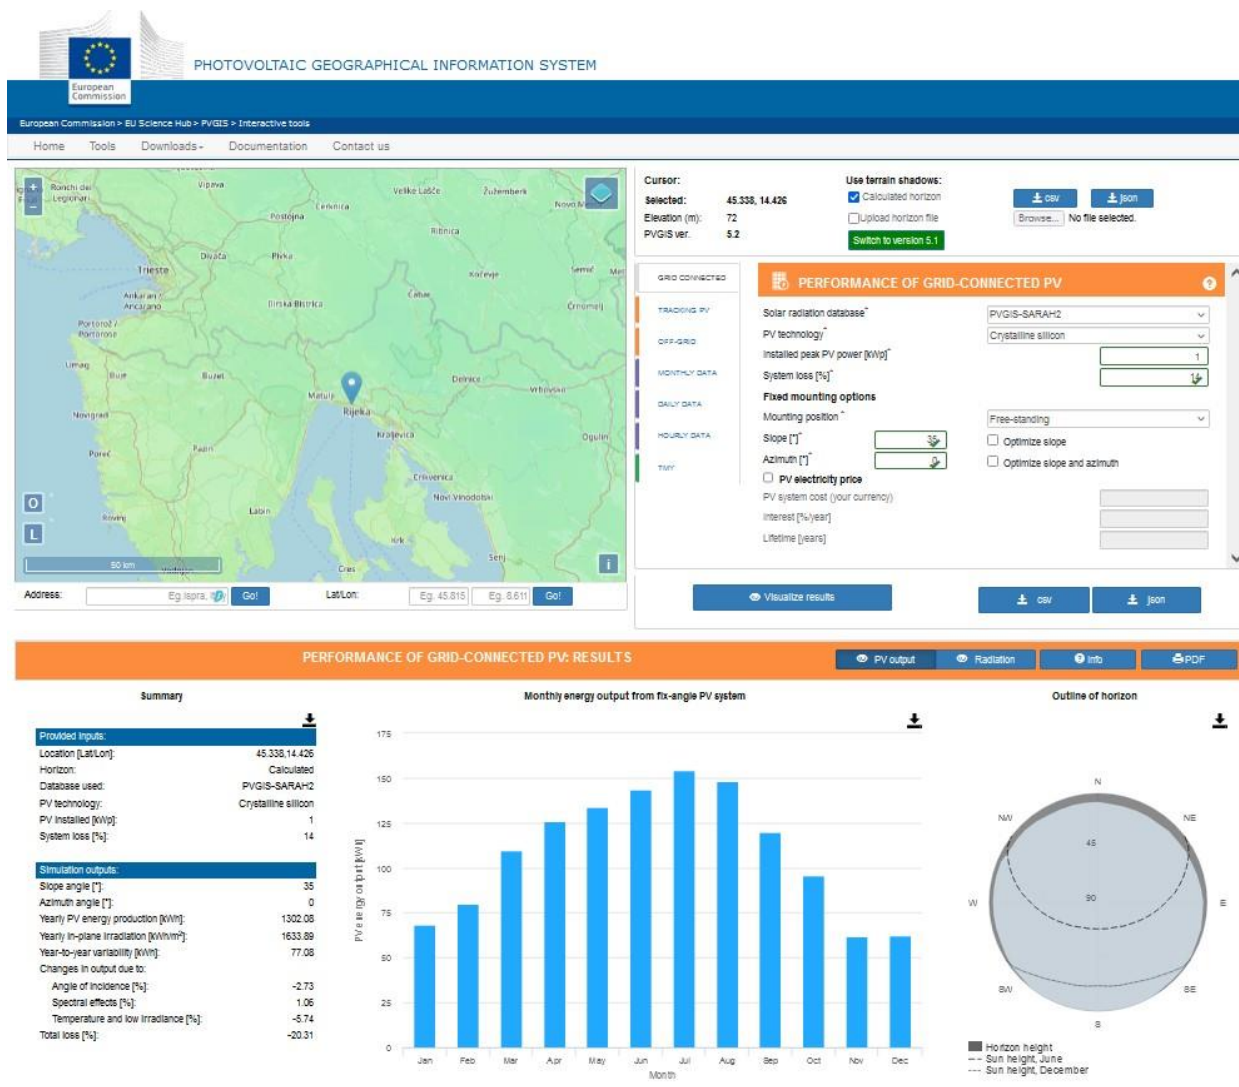 European
Commission
PHOTOVOLTAIC GEOGRAPHICAL INFORMATION SYSTEM
European Commission > EU Science Hub > PVGIS > Interactive tools
Home Tools Downloads Documentation Contact us
+
−
Ronchi dei
Legionari
Vipava
Postojna
Cerknica
Velike Lašče
Žužemberk
Ribnica
Trieste
Divača
Pivka
Kočevje
Semič
Ankaran /
Ancarano
Ilirska Bistrica
Čabar
Črnomelj
Portorož /
Portorose
Umag
Buje
Buzet
Delnice
Vrbovsko
Matulji
Rijeka
Novigrad
Kraljevica
Ogulin
Poreč
Pazin
Crikvenica
Novi Vinodolski
Labin
Rovinj
Krk
Senj
Cres
O
L
50 km
i
Address:
Go!
Lat/Lon:
Eg. 45.815
Eg. 8.611
Go!
Cursor:
Selected: 45.338, 14.426
Elevation (m): 72
PVGIS ver. 5.2
Use terrain shadows:
Calculated horizon
Upload horizon file
Switch to version 5.1
csv
json
Browse... No file selected.
GRID CONNECTED
TRACKING PV
OFF-GRID
MONTHLY DATA
DAILY DATA
HOURLY DATA
TMY
PERFORMANCE OF GRID-CONNECTED PV
?
Solar radiation database* PVGIS-SARAH2
PV technology* Crystalline silicon
Installed peak PV power [kWp]* 1
System loss [%]* 14
Fixed mounting options
Mounting position * Free-standing
Slope [°]* 35 Optimize slope
Azimuth [°]* 0 Optimize slope and azimuth
PV electricity price
PV system cost (your currency)
Interest [%/year]
Lifetime [years]
Visualize results
csv
json
PERFORMANCE OF GRID-CONNECTED PV: RESULTS
PV output
Radiation
Info
PDF
Summary
Provided inputs:
Location [Lat/Lon]: 45.338,14.426
Horizon: Calculated
Database used: PVGIS-SARAH2
PV technology: Crystalline silicon
PV installed [kWp]: 1
System loss [%]: 14
Simulation outputs:
Slope angle [°]: 35
Azimuth angle [°]: 0
Yearly PV energy production [kWh]: 1302.08
Yearly in-plane irradiation [kWh/m²]: 1633.89
Year-to-year variability [kWh]: 77.08
Changes in output due to:
Angle of incidence [%]: -2.73
Spectral effects [%]: 1.06
Temperature and low irradiance [%]: -5.74
Total loss [%]: -20.31
Monthly energy output from fix-angle PV system
PV energy output [kWh]
175
150
125
100
75
50
25
0
Jan Feb Mar Apr May Jun Jul Aug Sep Oct Nov Dec
Month
Outline of horizon
N
NW
NE
45
W
90
E
SW
SE
S
Horizon height
Sun height, June
Sun height, December